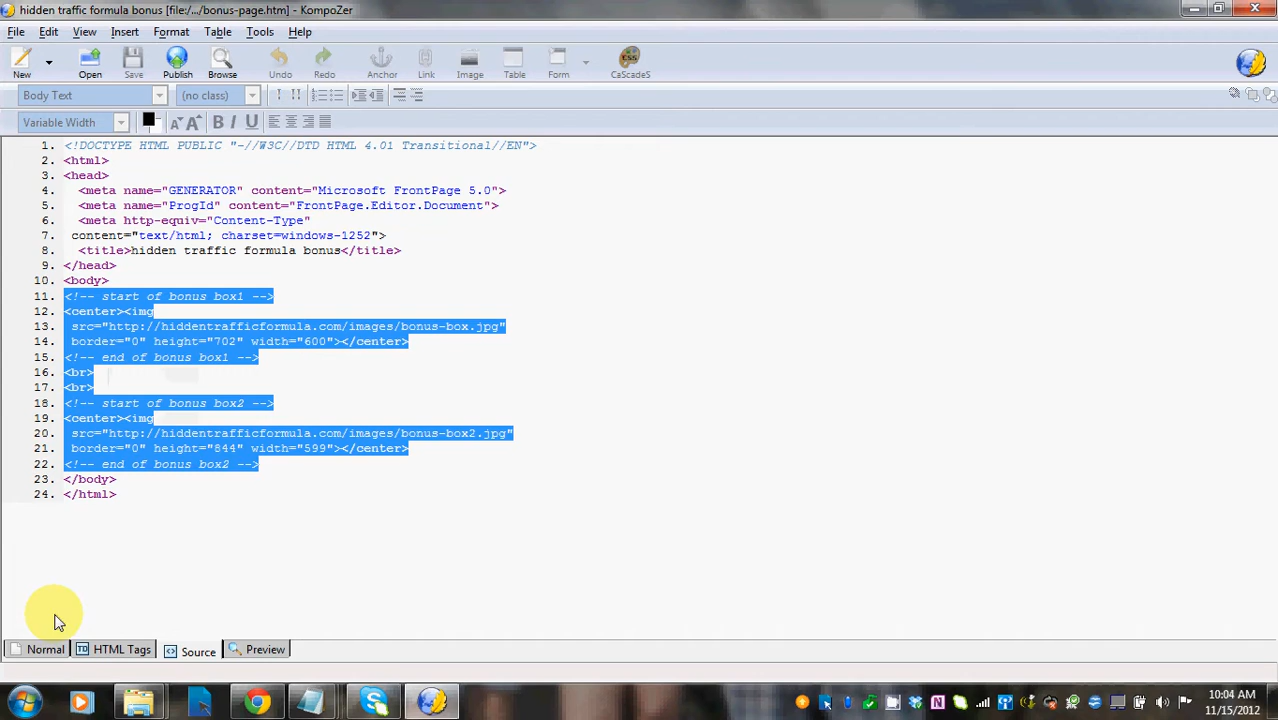 hidden traffic formula bonus [file:/.../bonus-page.htm] - KompoZer
File Edit View Insert Format Table Tools Help
New Open Save Publish Browse Undo Redo Anchor Link Image Table Form CaScadeS
Body Text (no class)
Variable Width
1. <!DOCTYPE HTML PUBLIC "-//W3C//DTD HTML 4.01 Transitional//EN">
2. <html>
3. <head>
4. <meta name="GENERATOR" content="Microsoft FrontPage 5.0">
5. <meta name="ProgId" content="FrontPage.Editor.Document">
6. <meta http-equiv="Content-Type"
7. content="text/html; charset=windows-1252">
8. <title>hidden traffic formula bonus</title>
9. </head>
10. <body>
11. <!-- start of bonus box1 -->
12. <center><img
13. src="http://hiddentrafficformula.com/images/bonus-box.jpg"
14. border="0" height="702" width="600"></center>
15. <!-- end of bonus box1 -->
16. <br>
17. <br>
18. <!-- start of bonus box2 -->
19. <center><img
20. src="http://hiddentrafficformula.com/images/bonus-box2.jpg"
21. border="0" height="844" width="599"></center>
22. <!-- end of bonus box2 -->
23. </body>
24. </html>
Normal TD HTML Tags <> Source Preview
10:04 AM
11/15/2012